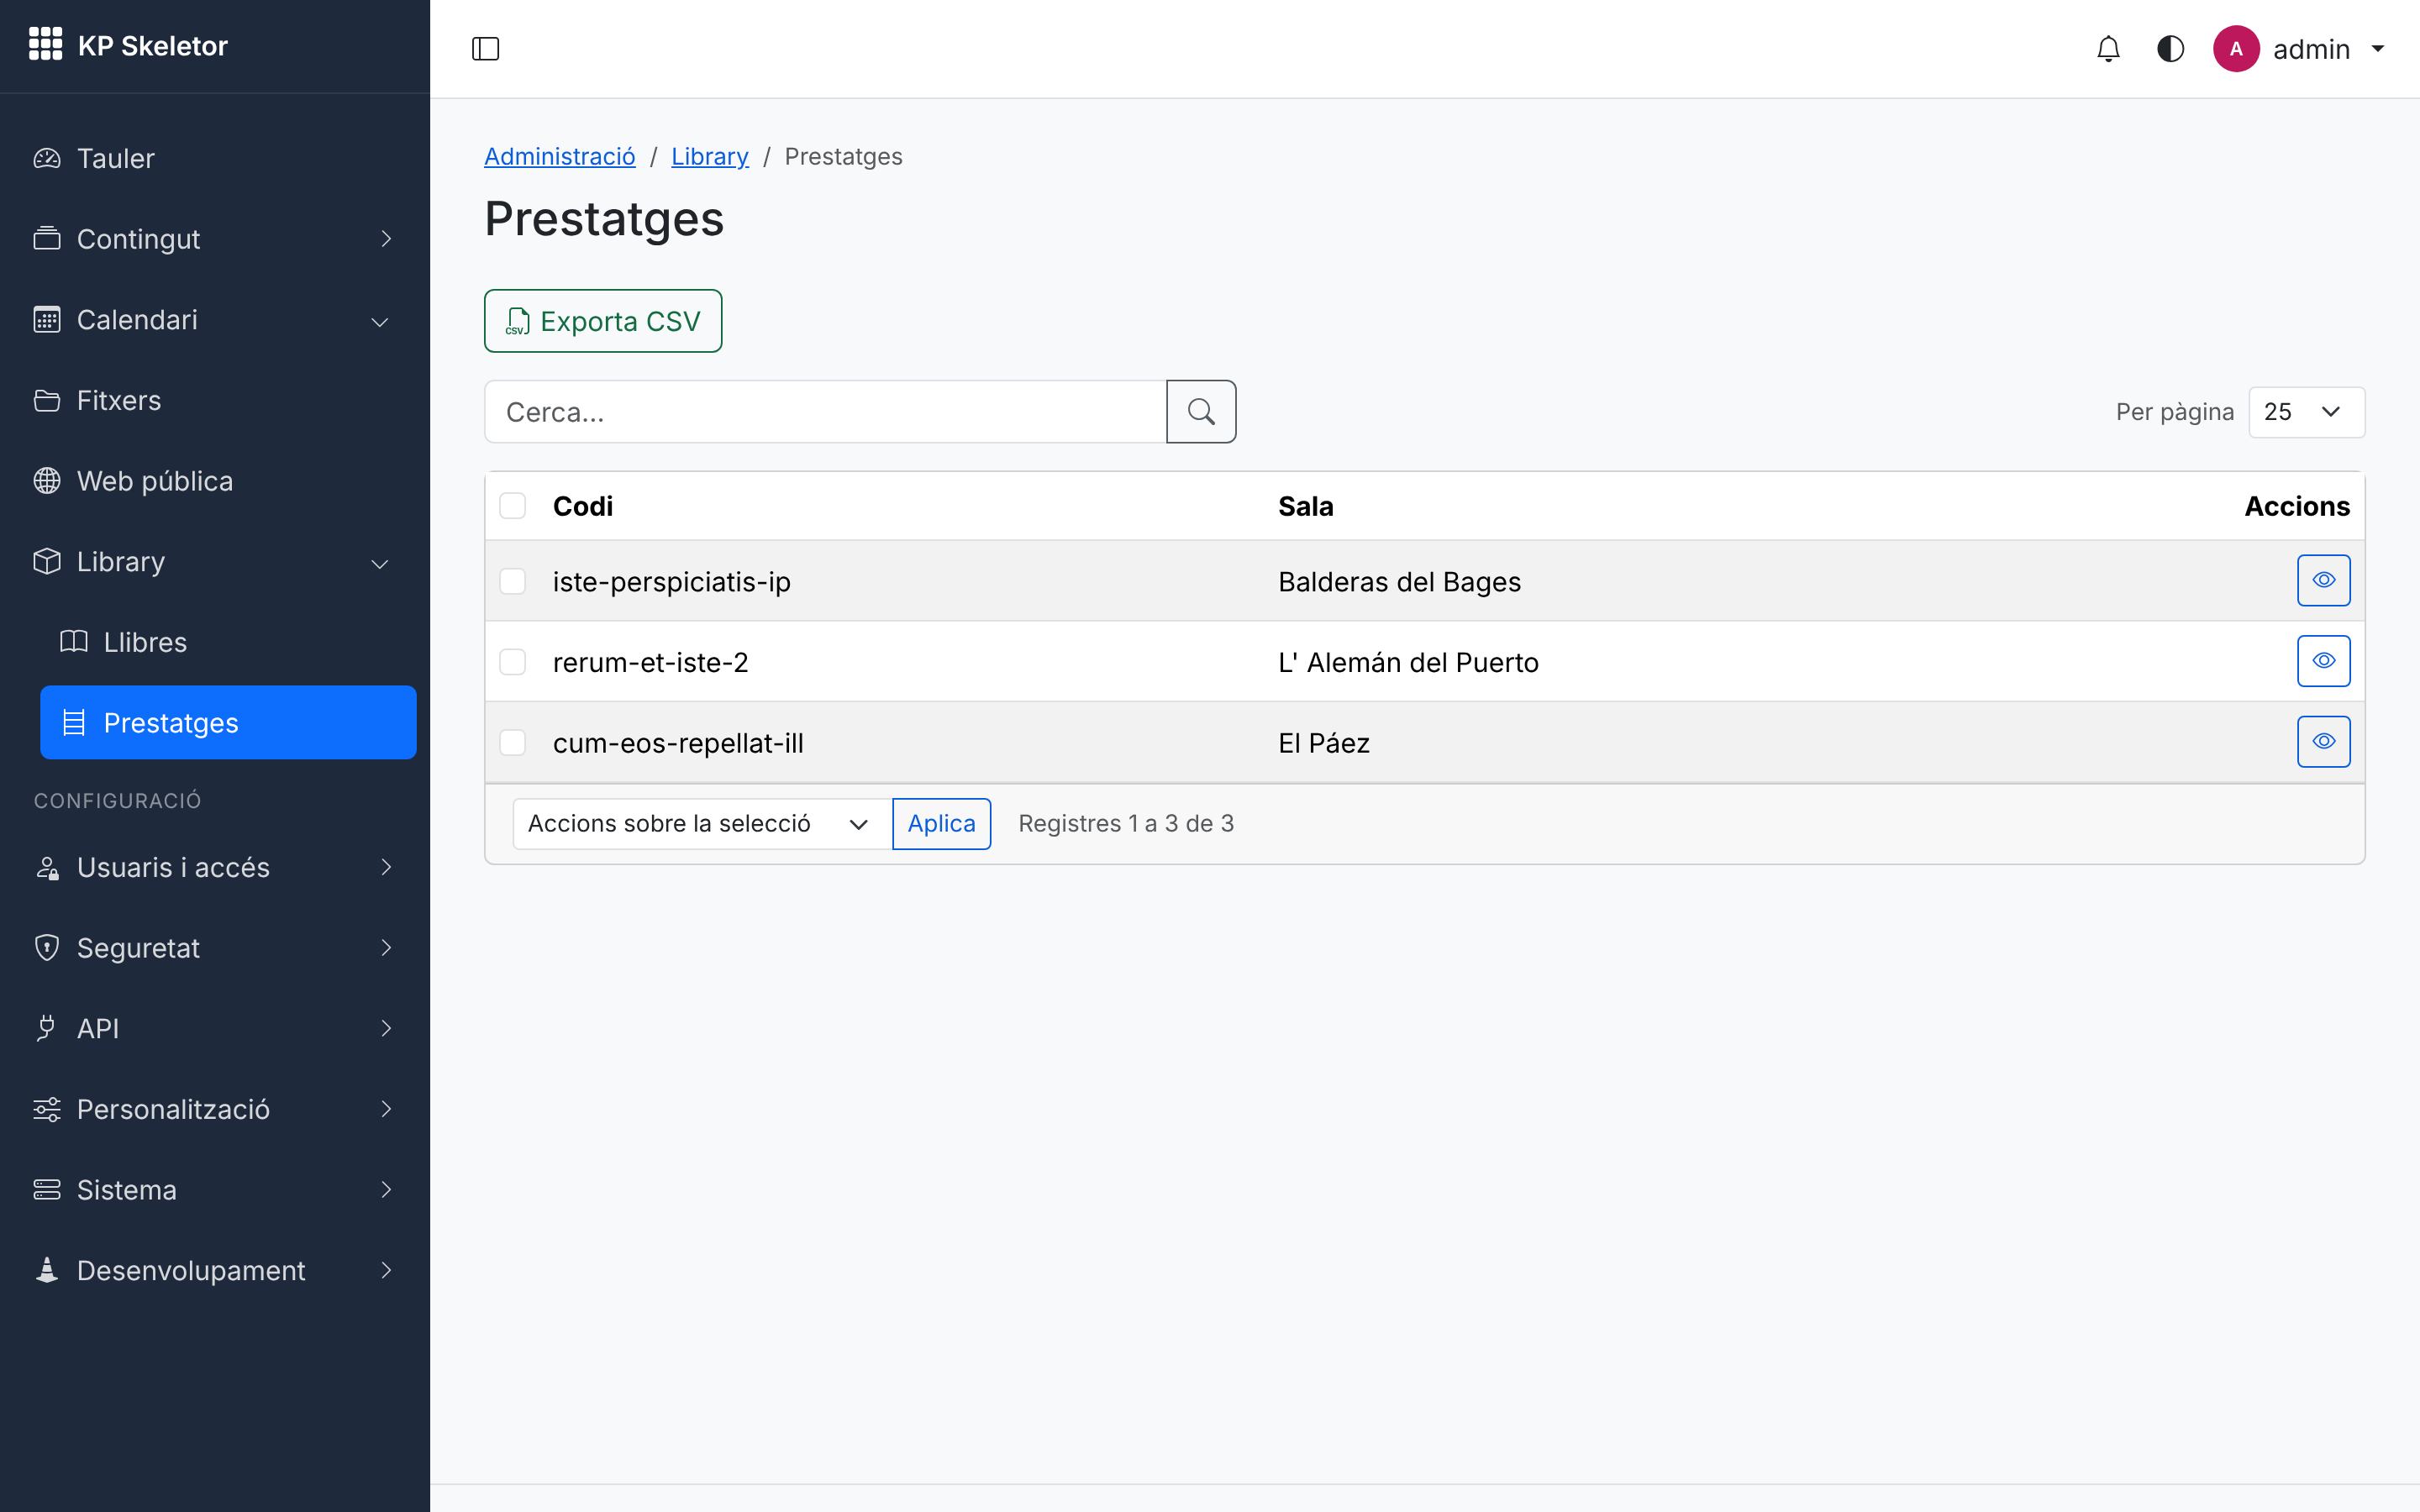 KP Skeletor
Tauler
Contingut
Calendari
Fitxers
Web pública
Library
Llibres
Prestatges
CONFIGURACIÓ
Usuaris i accés
Seguretat
API
Personalització
Sistema
Desenvolupament
A admin
Administració / Library / Prestatges
Prestatges
CSV Exporta CSV
Cerca...
Per pàgina 25
Codi Sala Accions
iste-perspiciatis-ip Balderas del Bages
rerum-et-iste-2 L' Alemán del Puerto
cum-eos-repellat-ill El Páez
Accions sobre la selecció Aplica Registres 1 a 3 de 3